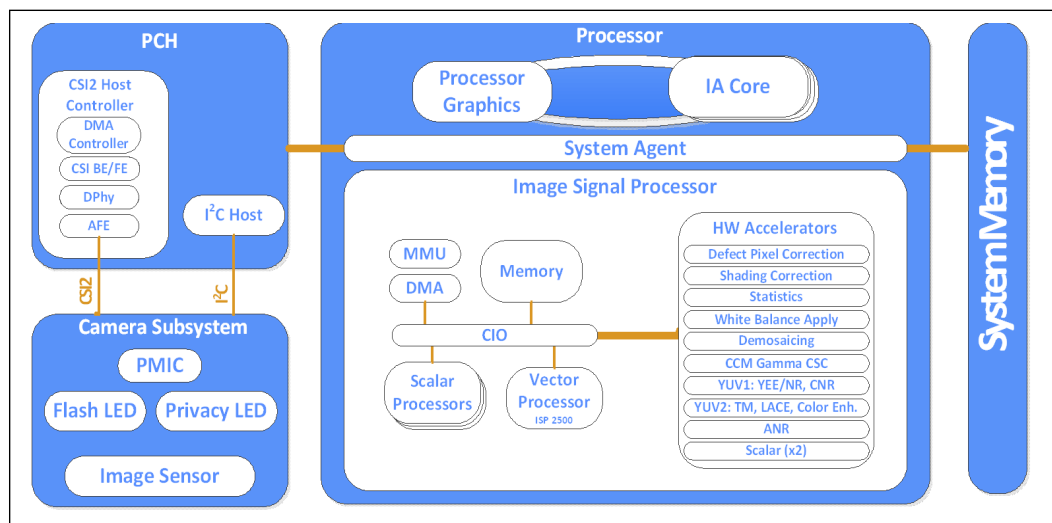 PCH
CSI2 Host
Controller
DMA
Controller
CSI BE/FE
DPhy
AFE
I²C Host
CSI2
I²C
Camera Subsystem
PMIC
Flash LED
Privacy LED
Image Sensor
Processor
Processor
Graphics
IA Core
System Agent
Image Signal Processor
MMU
DMA
Memory
CIO
Scalar
Processors
Vector
Processor
ISP 2500
HW Accelerators
Defect Pixel Correction
Shading Correction
Statistics
White Balance Apply
Demosaicing
CCM Gamma CSC
YUV1: YEE/NR, CNR
YUV2: TM, LACE, Color Enh.
ANR
Scalar (x2)
System Memory